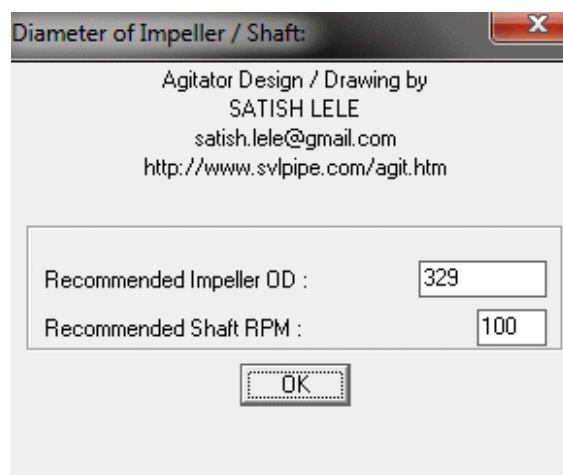 Diameter of Impeller / Shaft:
Agitator Design / Drawing by
SATISH LELE
satish.lele@gmail.com
http://www.svlpipe.com/agit.htm
Recommended Impeller OD : 329
Recommended Shaft RPM : 100
OK